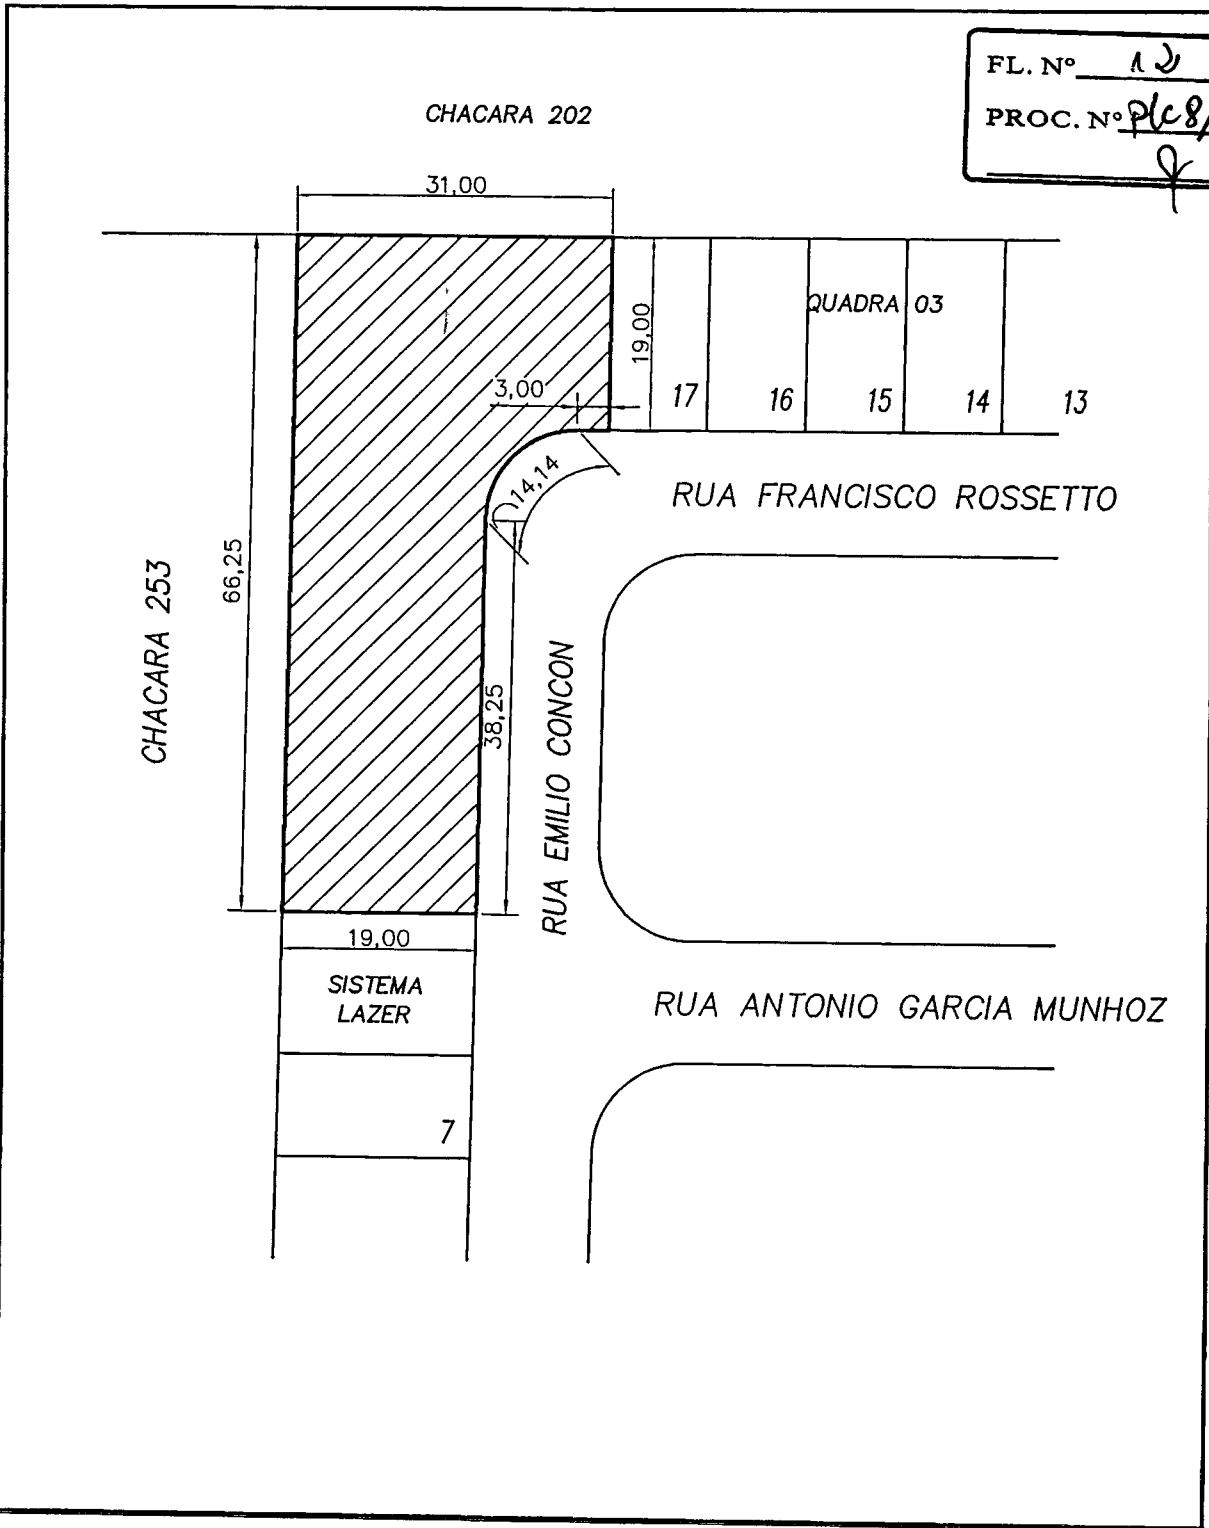 FL. Nº 12
PROC. Nº PLC8/
CHACARA 202
31,00
19,00
QUADRA 03
3,00
17
16
15
14
13
14,14
RUA FRANCISCO ROSSETTO
66,25
CHACARA 253
38,25
RUA EMILIO CONCON
19,00
SISTEMA
LAZER
RUA ANTONIO GARCIA MUNHOZ
7